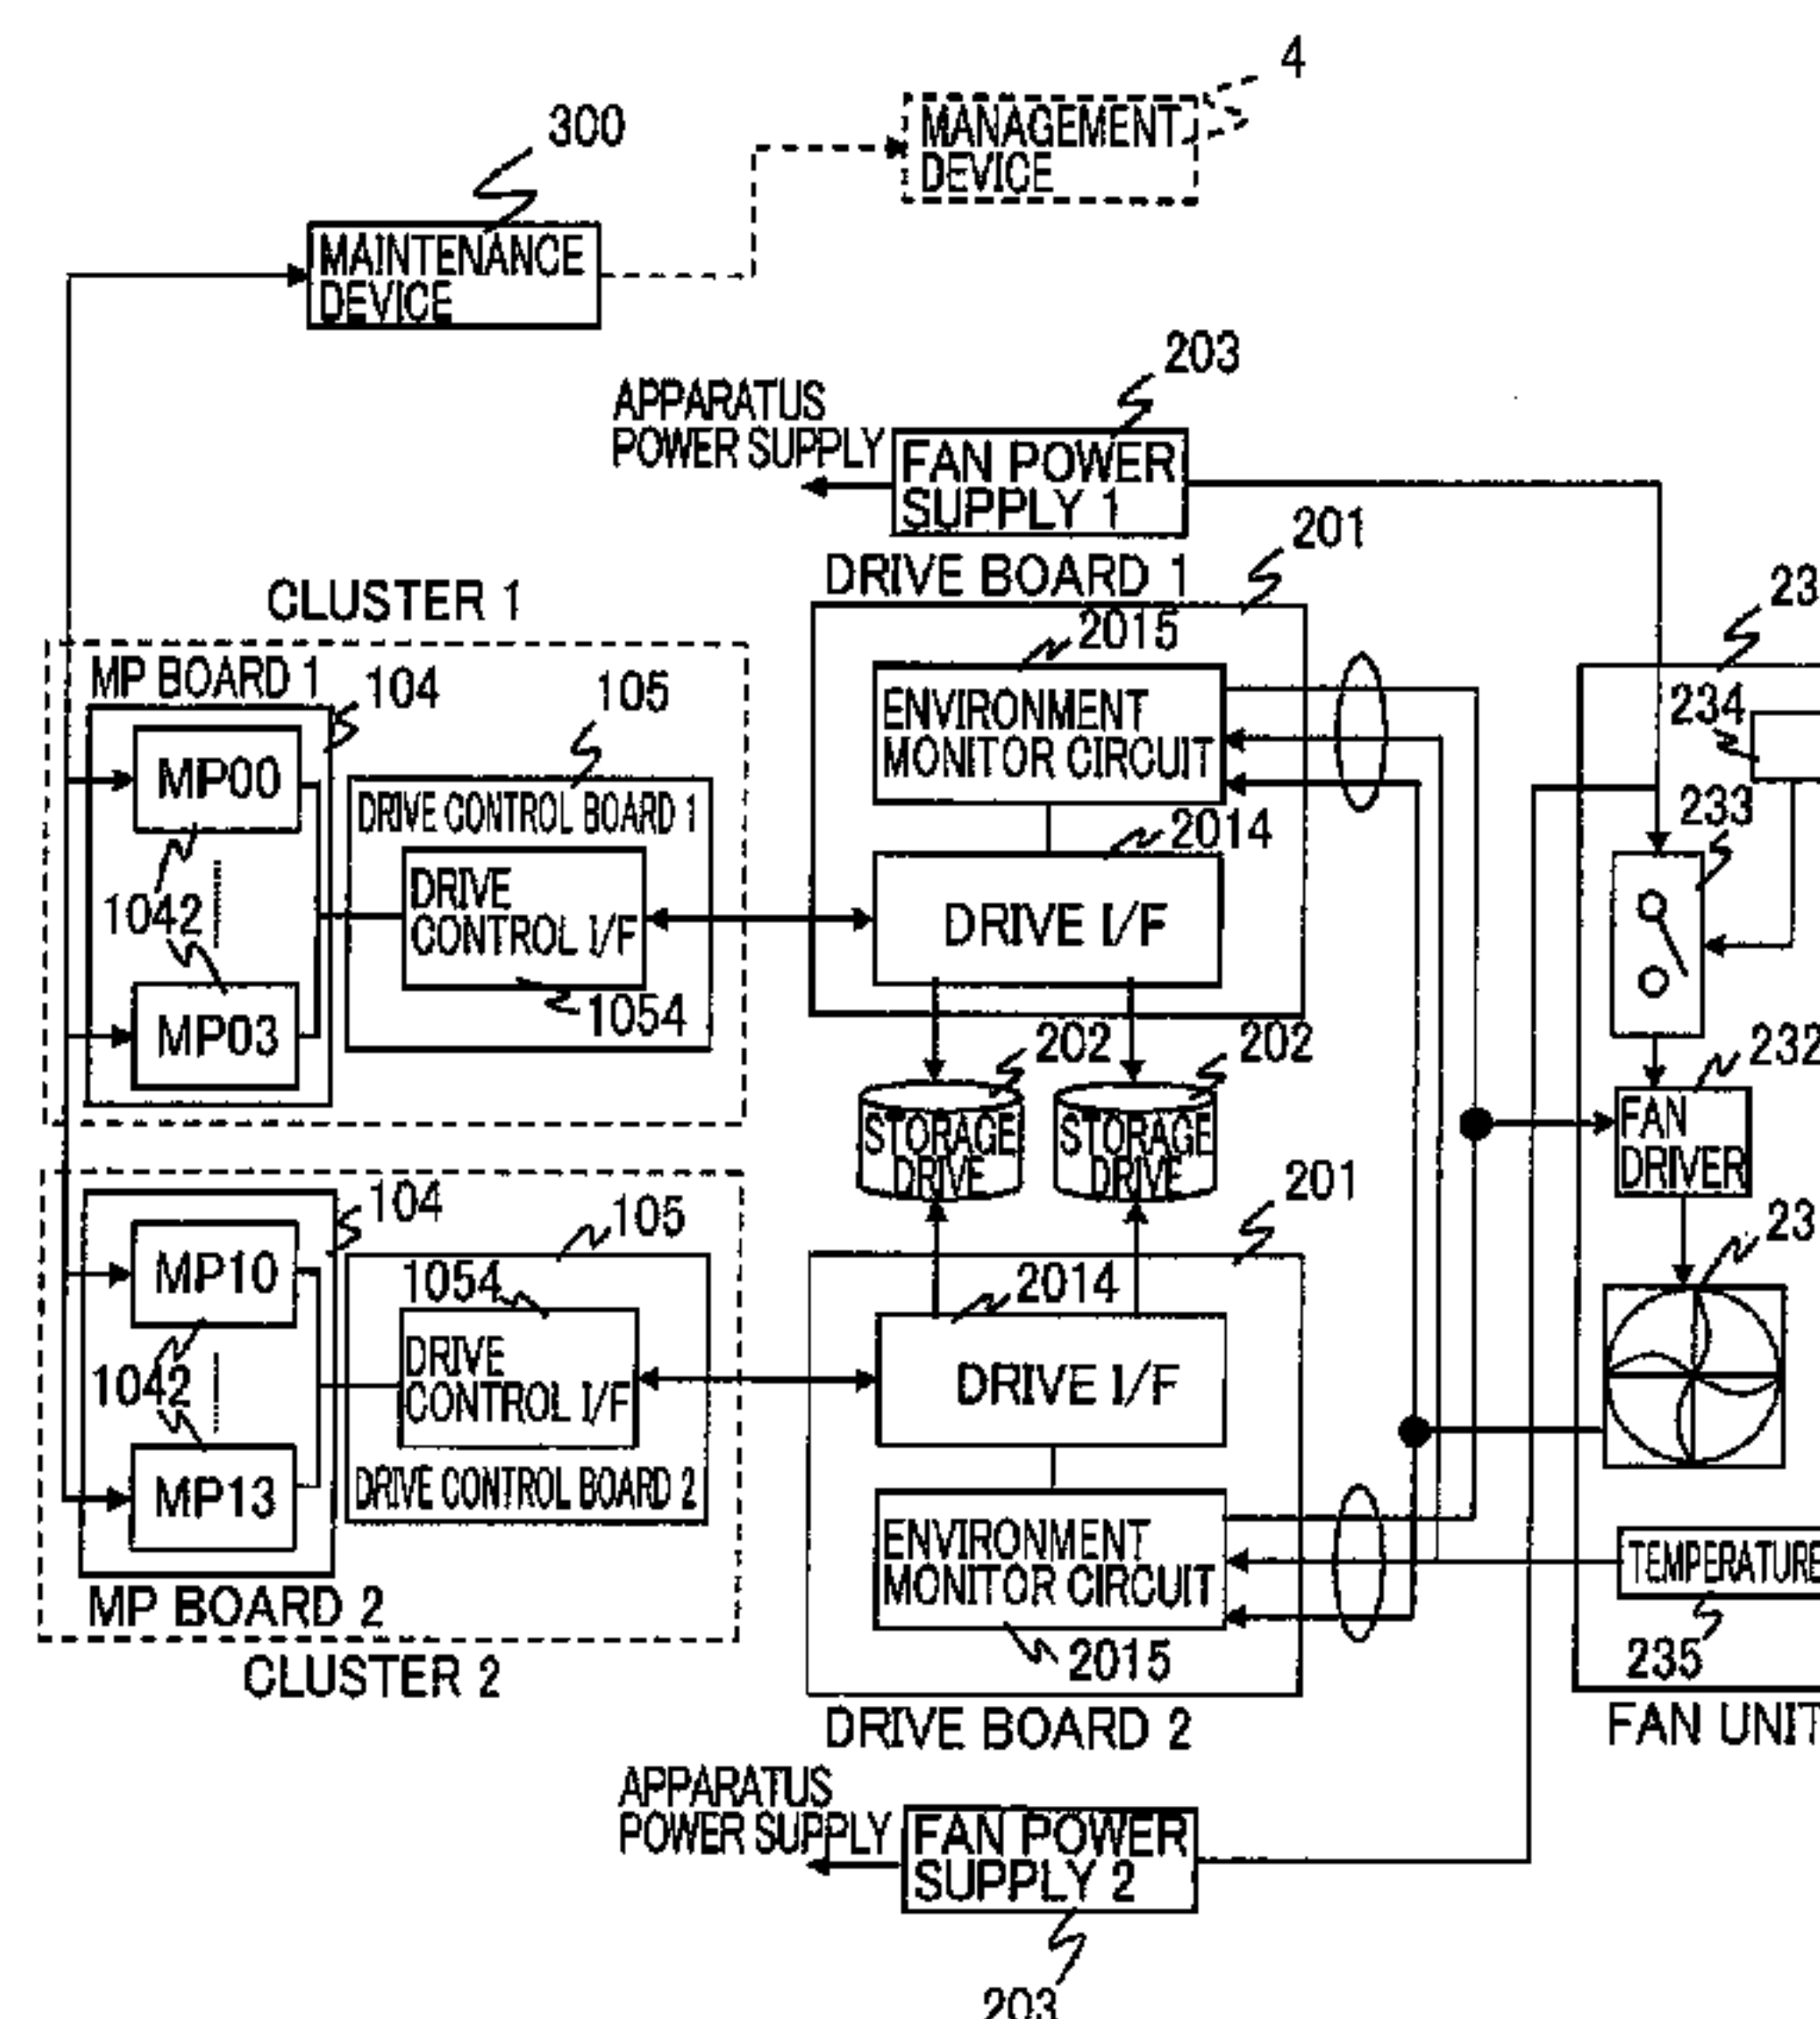 4
MANAGEMENT
DEVICE
300
MAINTENANCE
DEVICE
203
APPARATUS
POWER SUPPLY
FAN POWER
SUPPLY 1
201
DRIVE BOARD 1
23
CLUSTER 1
2015
MP BOARD 1
104
105
ENVIRONMENT
MONITOR CIRCUIT
234
MP00
DRIVE CONTROL BOARD 1
2014
233
DRIVE
CONTROL I/F
1042
DRIVE I/F
1054
MP03
202
202
232
STORAGE
DRIVE
STORAGE
DRIVE
FAN
DRIVER
104
105
201
23
MP10
1054
2014
DRIVE
CONTROL I/F
1042
DRIVE I/F
MP13
DRIVE CONTROL BOARD 2
ENVIRONMENT
MONITOR CIRCUIT
TEMPERATURE
MP BOARD 2
2015
235
CLUSTER 2
DRIVE BOARD 2
FAN UNIT
APPARATUS
POWER SUPPLY
FAN POWER
SUPPLY 2
203